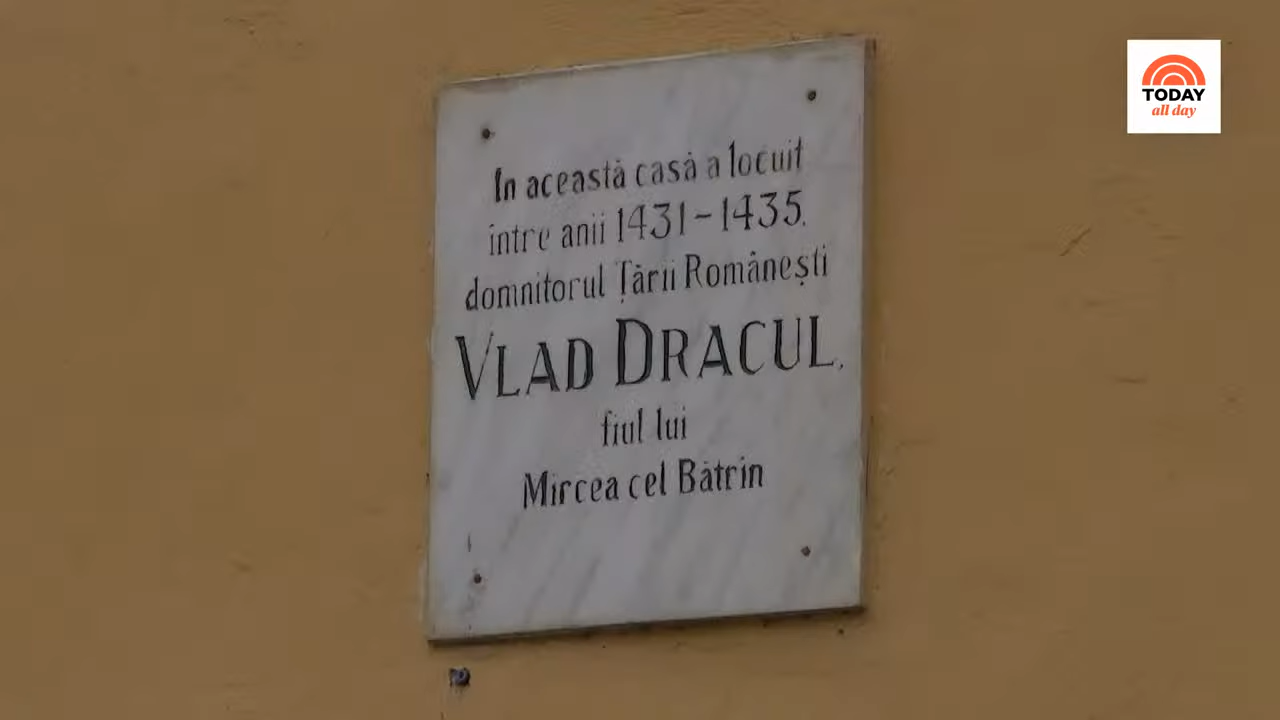 In această casă a locuit
între anii 1431-1435.
domnitorul Țării Românești
VLAD DRACUL,
fiul lui
Mircea cel Bătrîn
TODAY
all day